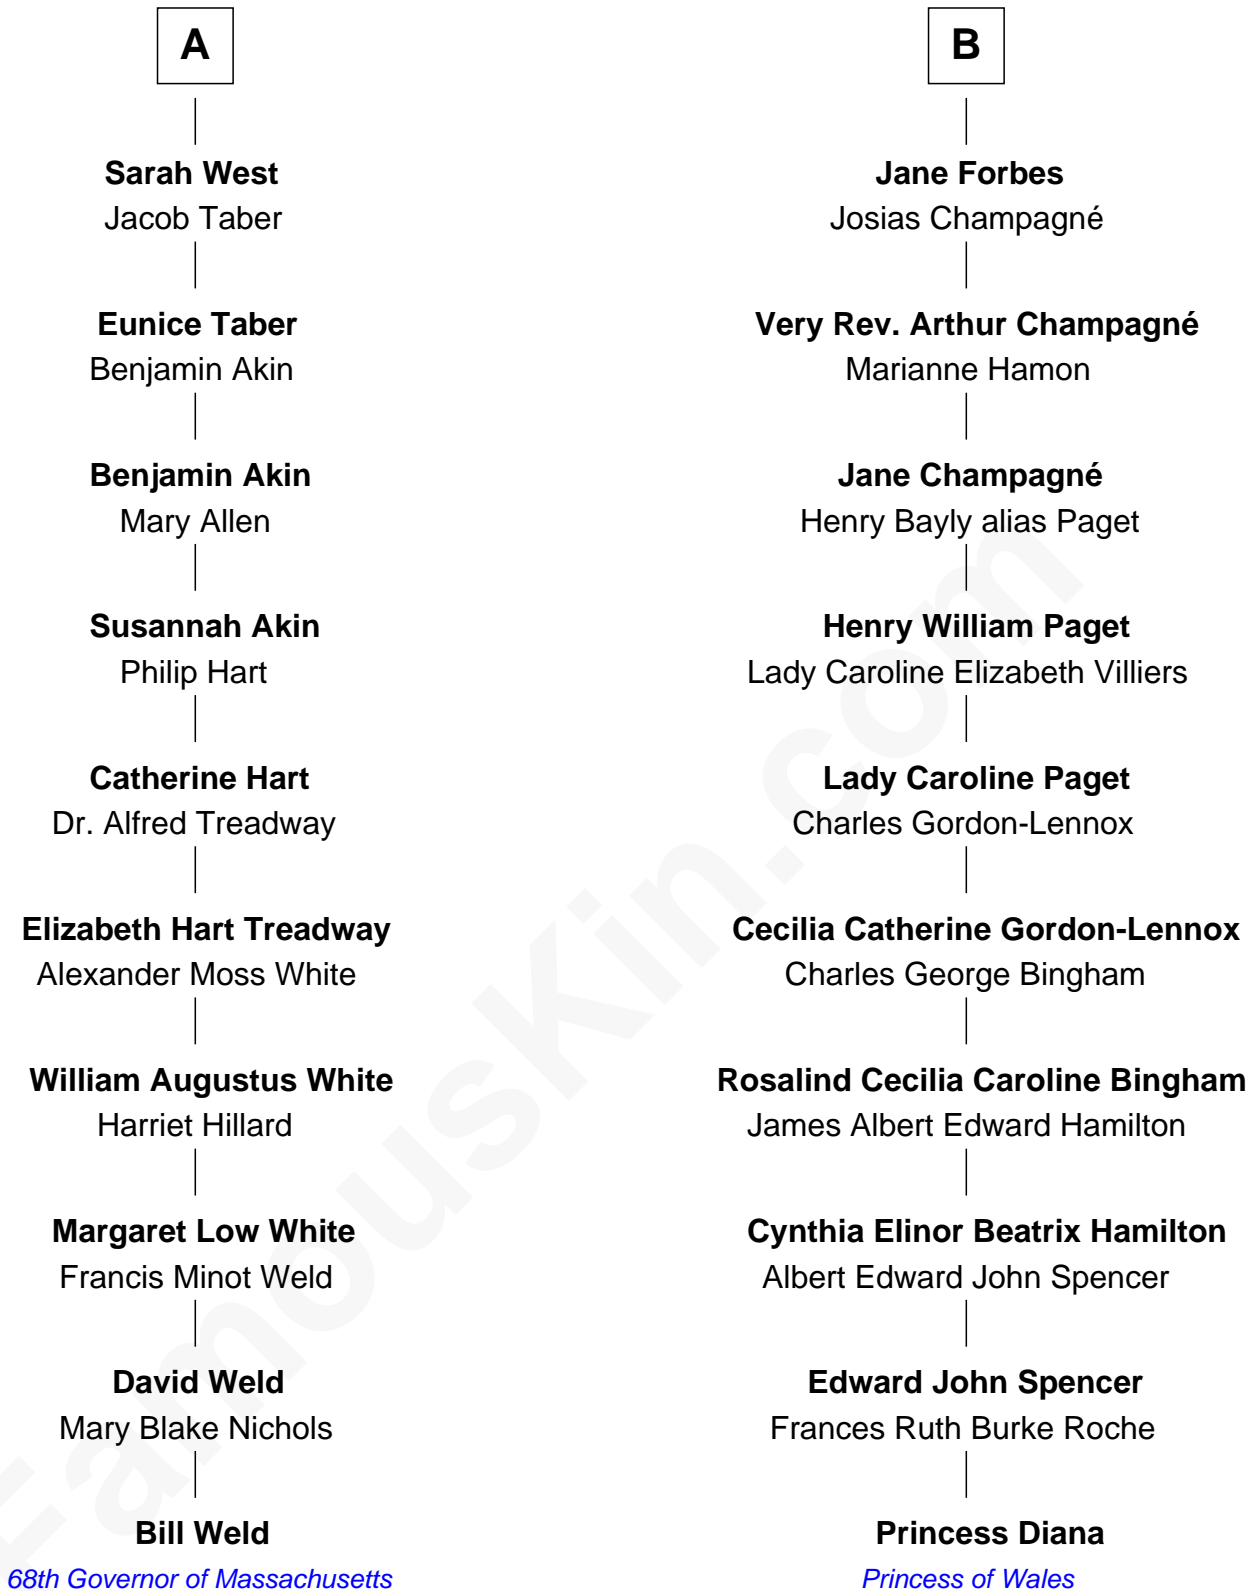 A
Sarah West
Jacob Taber
Eunice Taber
Benjamin Akin
Benjamin Akin
Mary Allen
Susannah Akin
Philip Hart
Catherine Hart
Dr. Alfred Treadway
Elizabeth Hart Treadway
Alexander Moss White
William Augustus White
Harriet Hillard
Margaret Low White
Francis Minot Weld
David Weld
Mary Blake Nichols
Bill Weld
68th Governor of Massachusetts
B
Jane Forbes
Josias Champagné
Very Rev. Arthur Champagné
Marianne Hamon
Jane Champagné
Henry Bayly alias Paget
Henry William Paget
Lady Caroline Elizabeth Villiers
Lady Caroline Paget
Charles Gordon-Lennox
Cecilia Catherine Gordon-Lennox
Charles George Bingham
Rosalind Cecilia Caroline Bingham
James Albert Edward Hamilton
Cynthia Elinor Beatrix Hamilton
Albert Edward John Spencer
Edward John Spencer
Frances Ruth Burke Roche
Princess Diana
Princess of Wales
FamousKin.com